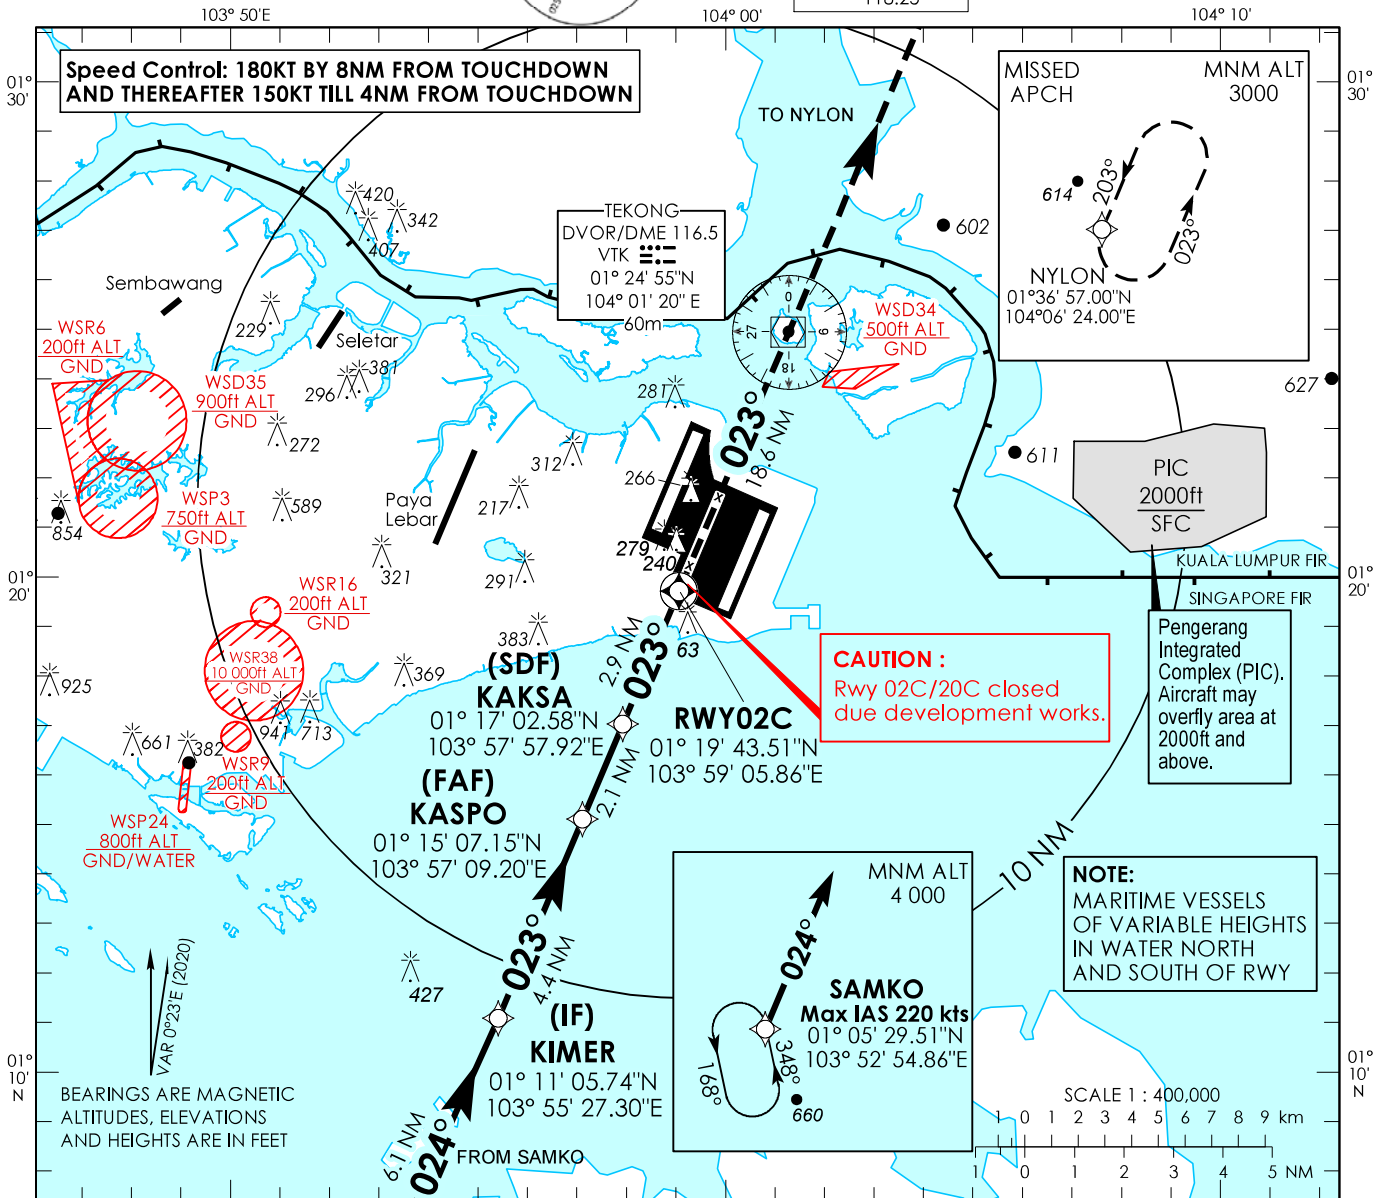 103° 50'E
104° 00'
104° 10'
Speed Control: 180KT BY 8NM FROM TOUCHDOWN
AND THEREAFTER 150KT TILL 4NM FROM TOUCHDOWN
01°
30'
TO NYLON
MISSED
APCH
MNM ALT
3000
614
203°
023°
NYLON
01°36' 57.00"N
104°06' 24.00"E
01°
30'
420
342
407
TEKONG
DVOR/DME 116.5
VTK
01° 24' 55"N
104° 01' 20" E
60m
602
Sembawang
229
Seletar
WSR6
200ft ALT
GND
WSD35
900ft ALT
GND
296
381
272
281
0
9
18
27
WSD34
500ft ALT
GND
627
023°
18.6 NM
312
266
611
PIC
2000ft
SFC
WSP3
750ft ALT
GND
854
589
Paya
Lebar
217
279
240
321
291
KUALA LUMPUR FIR
SINGAPORE FIR
01°
20'
01°
20'
WSR16
200ft ALT
GND
383
63
WSR38
10 000ft ALT
GND
925
369
941
713
661
382
WSR9
200ft ALT
GND
WSP24
800ft ALT
GND/WATER
(SDF)
KAKSA
01° 17' 02.58"N
103° 57' 57.92"E
2.9 NM
023°
RWY02C
01° 19' 43.51"N
103° 59' 05.86"E
CAUTION :
Rwy 02C/20C closed
due development works.
Pengerang
Integrated
Complex (PIC).
Aircraft may
overfly area at
2000ft and
above.
(FAF)
KASPO
01° 15' 07.15"N
103° 57' 09.20"E
2.1 NM
10 NM
MNM ALT
4 000
024°
SAMKO
Max IAS 220 kts
01° 05' 29.51"N
103° 52' 54.86"E
168°
348°
660
NOTE:
MARITIME VESSELS
OF VARIABLE HEIGHTS
IN WATER NORTH
AND SOUTH OF RWY
023°
4.4 NM
427
(IF)
KIMER
01° 11' 05.74"N
103° 55' 27.30"E
VAR 0°23'E (2020)
01°
10'
N
01°
10'
N
BEARINGS ARE MAGNETIC
ALTITUDES, ELEVATIONS
AND HEIGHTS ARE IN FEET
6.1 NM
024°
FROM SAMKO
SCALE 1 : 400,000
1 0 1 2 3 4 5 6 7 8 9 km
1 0 1 2 3 4 5 NM